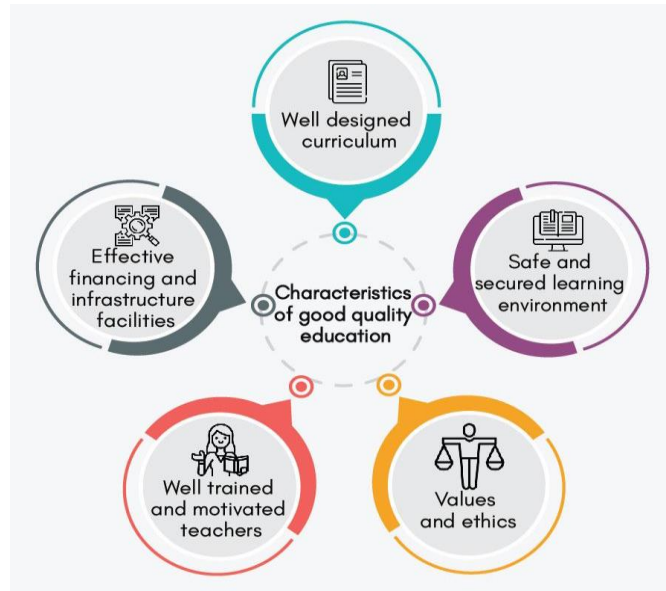 Well designed
curriculum
Effective
financing and
infrastructure
facilities
Characteristics
of good quality
education
Safe and
secured learning
environment
Well trained
and motivated
teachers
Values
and ethics